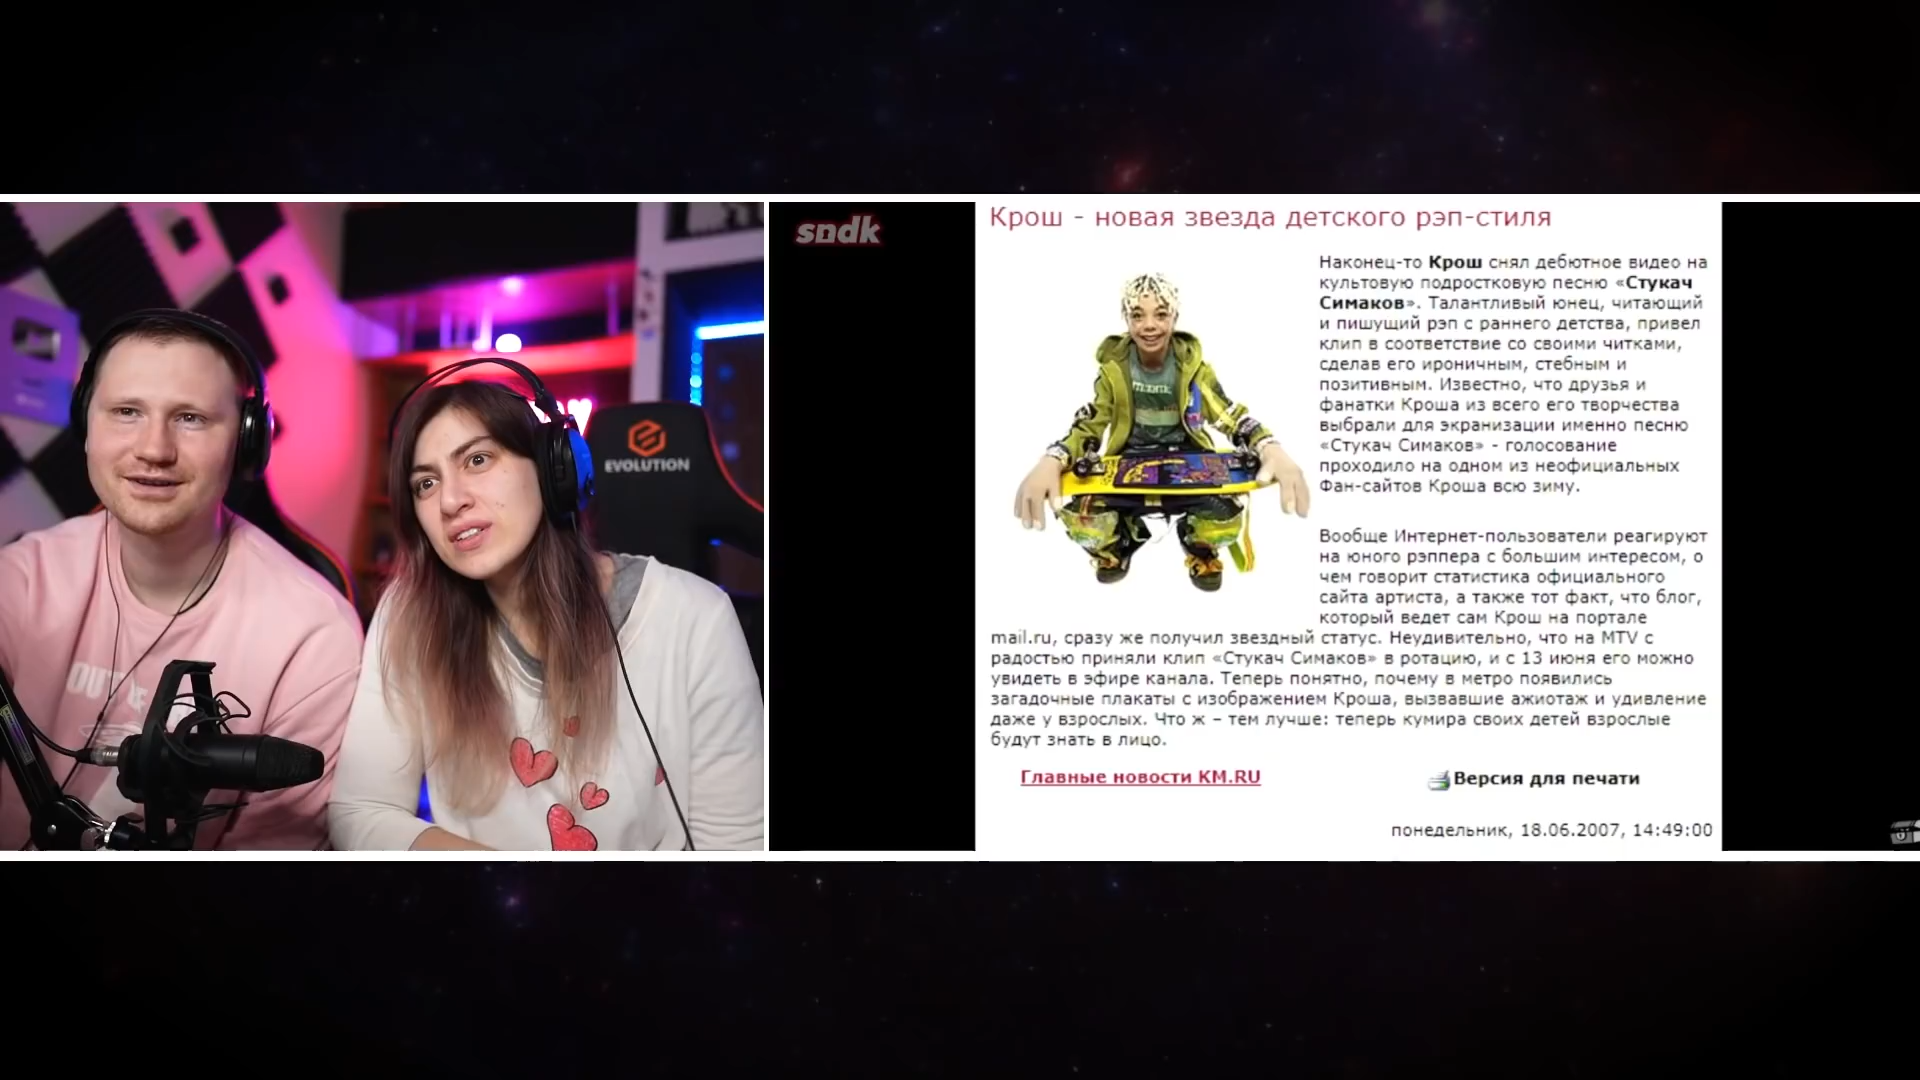 EVOLUTION
sndk
Крош - новая звезда детского рэп-стиля
Наконец-то Крош снял дебютное видео на
культовую подростковую песню «Стукач
Симаков». Талантливый юнец, читающий
и пишущий рэп с раннего детства, привел
клип в соответствие со своими читками,
сделав его ироничным, стебным и
позитивным. Известно, что друзья и
фанатки Кроша из всего его творчества
выбрали для экранизации именно песню
«Стукач Симаков» - голосование
проходило на одном из неофициальных
Фан-сайтов Кроша всю зиму.
Вообще Интернет-пользователи реагируют
на юного рэппера с большим интересом, о
чем говорит статистика официального
сайта артиста, а также тот факт, что блог,
который ведет сам Крош на портале
mail.ru, сразу же получил звездный статус. Неудивительно, что на MTV с
радостью приняли клип «Стукач Симаков» в ротацию, и с 13 июня его можно
увидеть в эфире канала. Теперь понятно, почему в метро появились
загадочные плакаты с изображением Кроша, вызвавшие ажиотаж и удивление
даже у взрослых. Что ж – тем лучше: теперь кумира своих детей взрослые
будут знать в лицо.
Главные новости KM.RU
Версия для печати
понедельник, 18.06.2007, 14:49:00